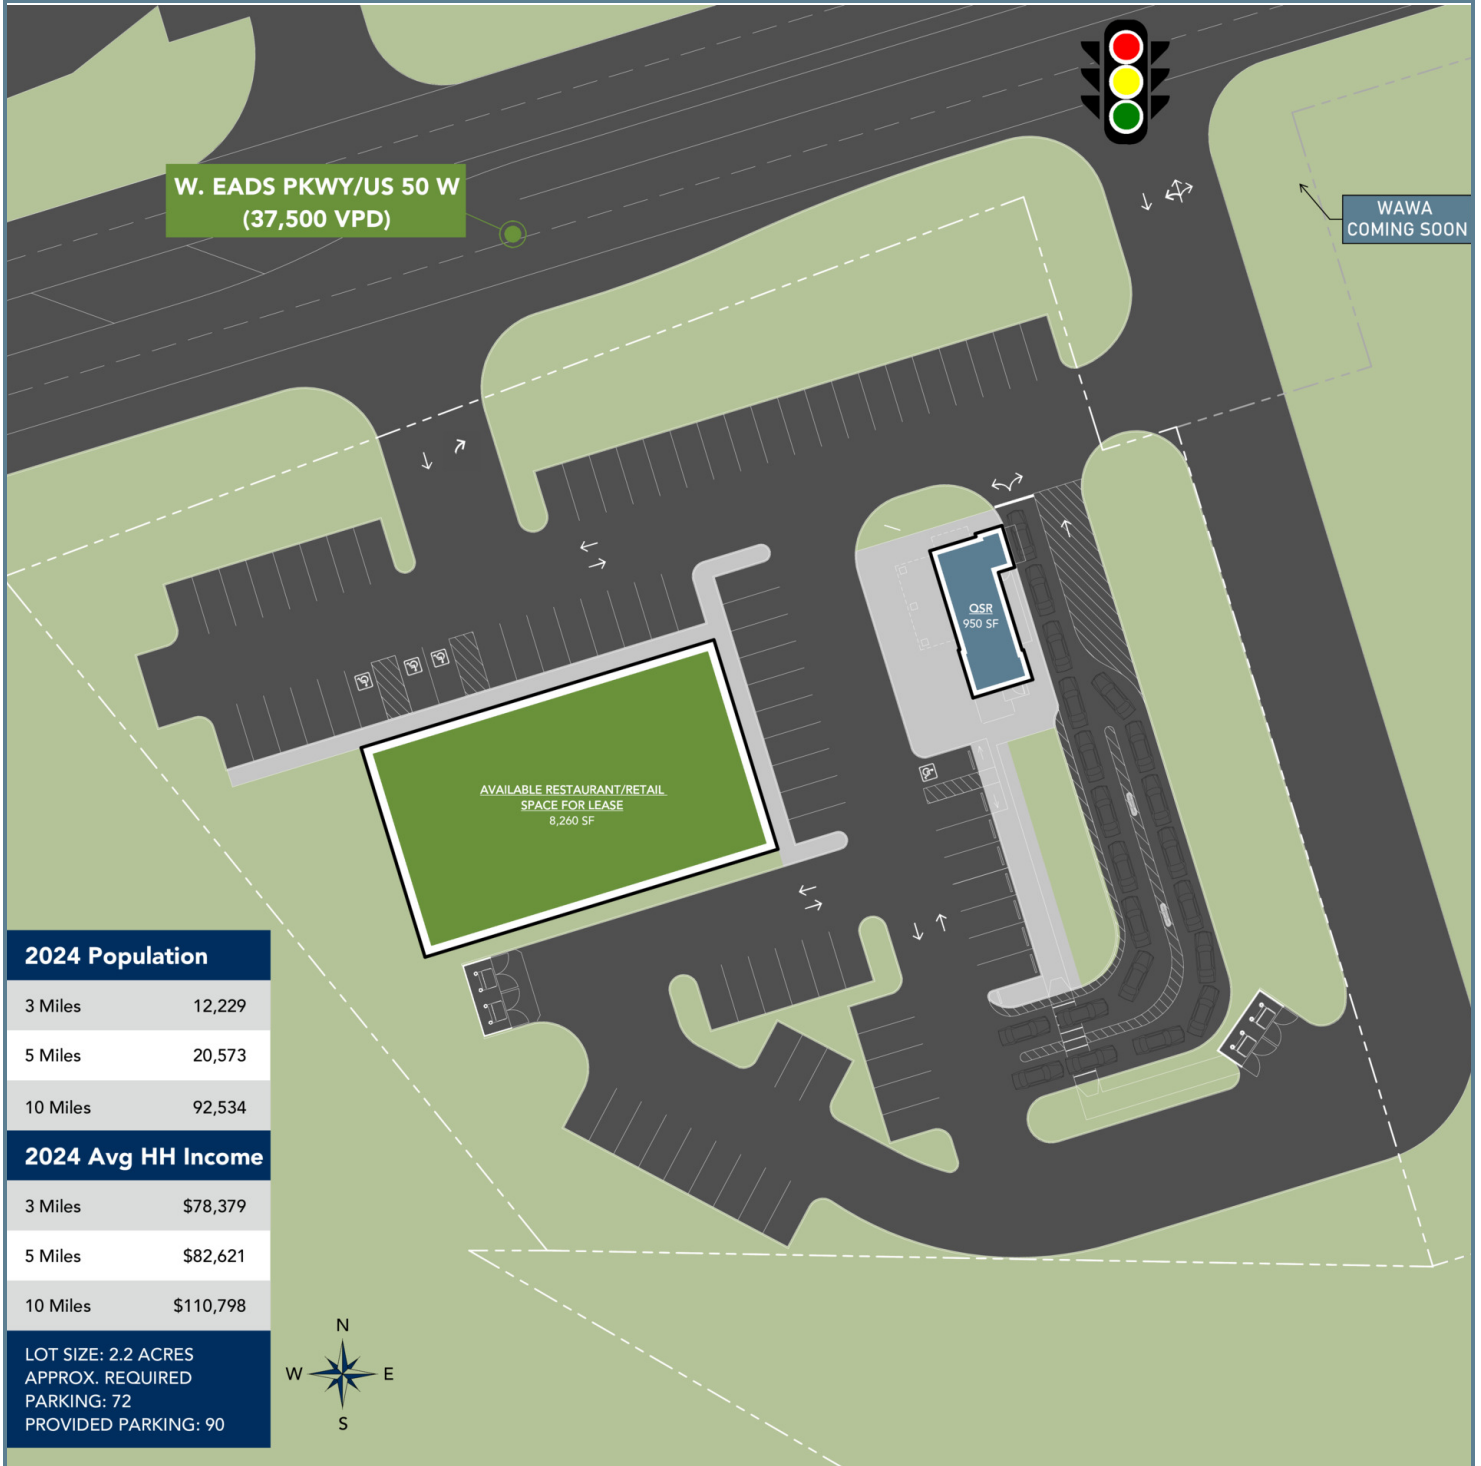 W. EADS PKWY/US 50 W
(37,500 VPD)
WAWA
COMING SOON
QSR
950 SF
AVAILABLE RESTAURANT/RETAIL
SPACE FOR LEASE
8,260 SF
2024 Population
3 Miles 12,229
5 Miles 20,573
10 Miles 92,534
2024 Avg HH Income
3 Miles $78,379
5 Miles $82,621
10 Miles $110,798
LOT SIZE: 2.2 ACRES
APPROX. REQUIRED
PARKING: 72
PROVIDED PARKING: 90
N
W E
S